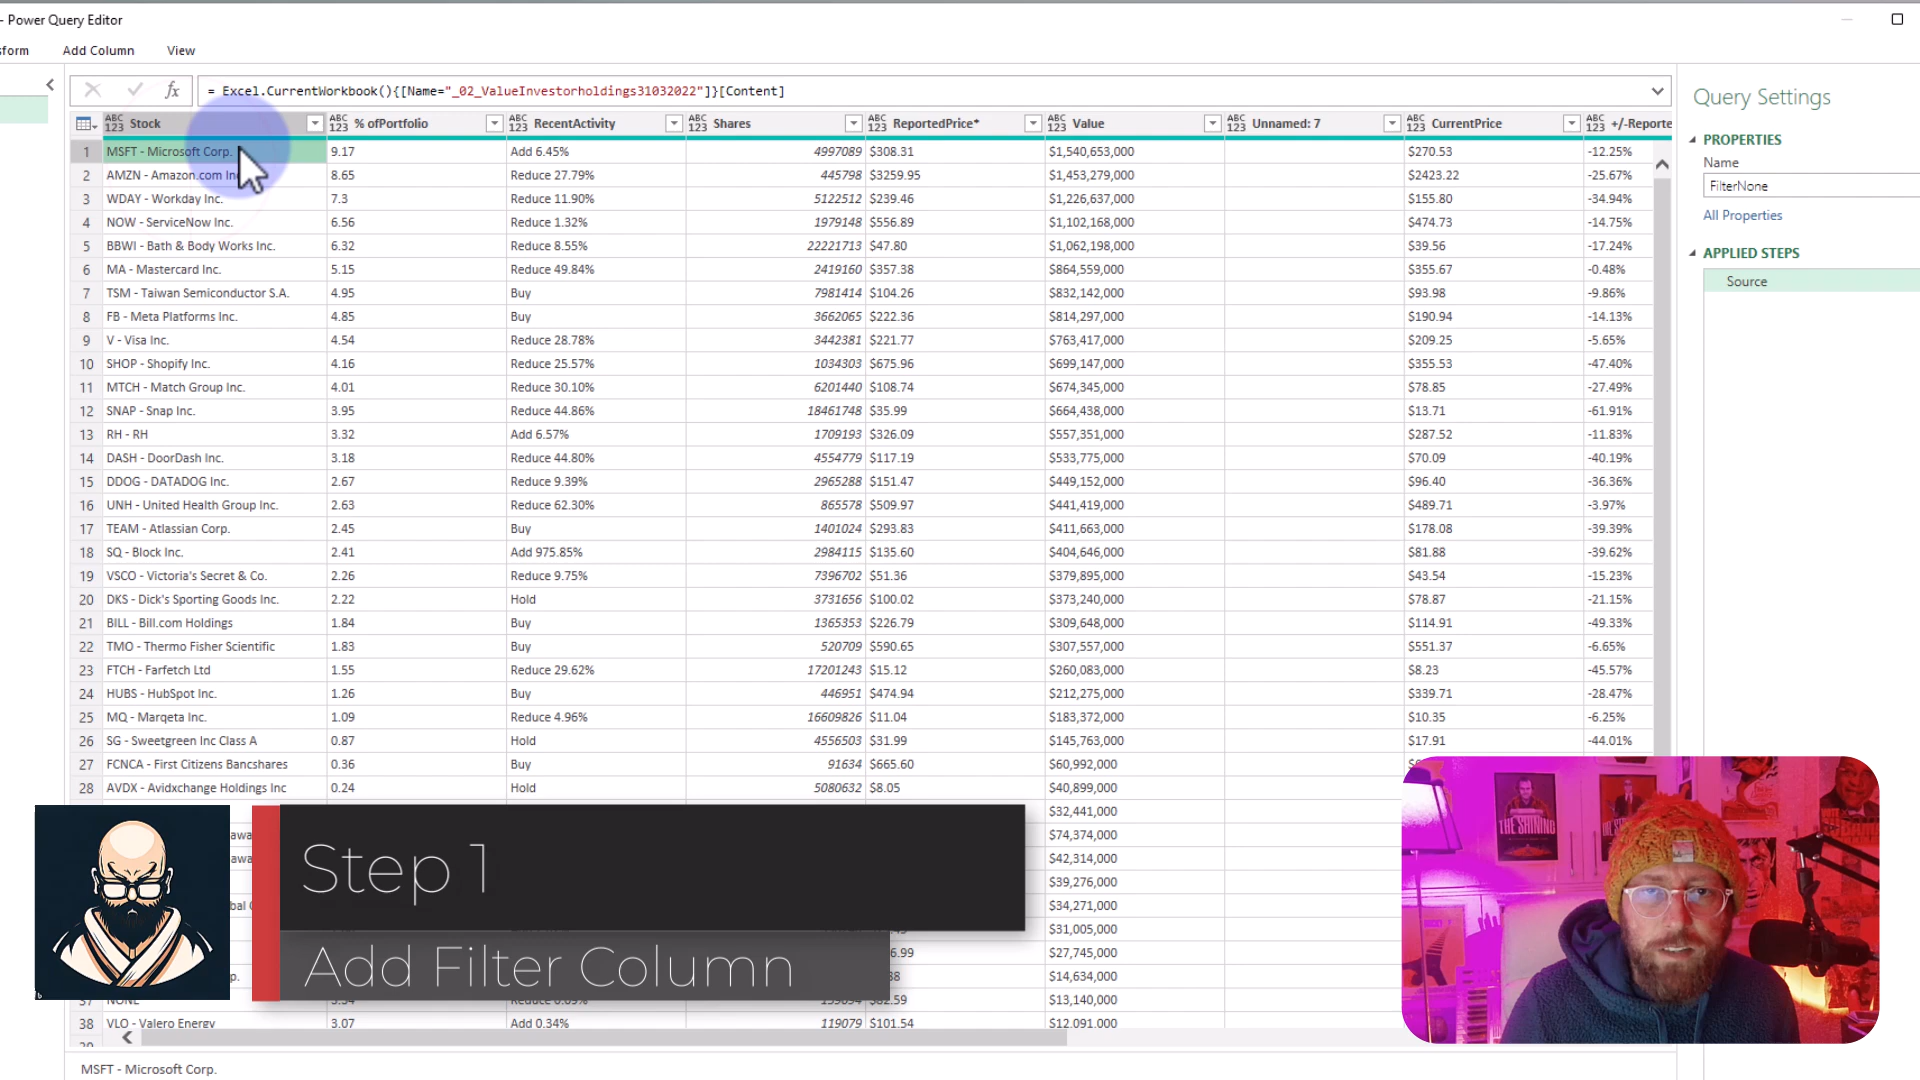 - Power Query Editor
sform Add Column View
fx = Excel.CurrentWorkbook(){[Name="_02_ValueInvestorholdings31032022"]}[Content]
ABC 123 Stock ABC 123 % ofPortfolio ABC 123 RecentActivity ABC 123 Shares ABC 123 ReportedPrice* ABC 123 Value ABC 123 Unnamed: 7 ABC 123 CurrentPrice ABC 123 +/-Reporte
1 MSFT - Microsoft Corp. 9.17 Add 6.45% 4997089 $308.31 $1,540,653,000 $270.53 -12.25%
2 AMZN - Amazon.com In 8.65 Reduce 27.79% 445798 $3259.95 $1,453,279,000 $2423.22 -25.67%
3 WDAY - Workday Inc. 7.3 Reduce 11.90% 5122512 $239.46 $1,226,637,000 $155.80 -34.94%
4 NOW - ServiceNow Inc. 6.56 Reduce 1.32% 1979148 $556.89 $1,102,168,000 $474.73 -14.75%
5 BBWI - Bath & Body Works Inc. 6.32 Reduce 8.55% 22221713 $47.80 $1,062,198,000 $39.56 -17.24%
6 MA - Mastercard Inc. 5.15 Reduce 49.84% 2419160 $357.38 $864,559,000 $355.67 -0.48%
7 TSM - Taiwan Semiconductor S.A. 4.95 Buy 7981414 $104.26 $832,142,000 $93.98 -9.86%
8 FB - Meta Platforms Inc. 4.85 Buy 3662065 $222.36 $814,297,000 $190.94 -14.13%
9 V - Visa Inc. 4.54 Reduce 28.78% 3442381 $221.77 $763,417,000 $209.25 -5.65%
10 SHOP - Shopify Inc. 4.16 Reduce 25.57% 1034303 $675.96 $699,147,000 $355.53 -47.40%
11 MTCH - Match Group Inc. 4.01 Reduce 30.10% 6201440 $108.74 $674,345,000 $78.85 -27.49%
12 SNAP - Snap Inc. 3.95 Reduce 44.86% 18461748 $35.99 $664,438,000 $13.71 -61.91%
13 RH - RH 3.32 Add 6.57% 1709193 $326.09 $557,351,000 $287.52 -11.83%
14 DASH - DoorDash Inc. 3.18 Reduce 44.80% 4554779 $117.19 $533,775,000 $70.09 -40.19%
15 DDOG - DATADOG Inc. 2.67 Reduce 9.39% 2965288 $151.47 $449,152,000 $96.40 -36.36%
16 UNH - United Health Group Inc. 2.63 Reduce 62.30% 865578 $509.97 $441,419,000 $489.71 -3.97%
17 TEAM - Atlassian Corp. 2.45 Buy 1401024 $293.83 $411,663,000 $178.08 -39.39%
18 SQ - Block Inc. 2.41 Add 975.85% 2984115 $135.60 $404,646,000 $81.88 -39.62%
19 VSCO - Victoria's Secret & Co. 2.26 Reduce 9.75% 7396702 $51.36 $379,895,000 $43.54 -15.23%
20 DKS - Dick's Sporting Goods Inc. 2.22 Hold 3731656 $100.02 $373,240,000 $78.87 -21.15%
21 BILL - Bill.com Holdings 1.84 Buy 1365353 $226.79 $309,648,000 $114.91 -49.33%
22 TMO - Thermo Fisher Scientific 1.83 Buy 520709 $590.65 $307,557,000 $551.37 -6.65%
23 FTCH - Farfetch Ltd 1.55 Reduce 29.62% 17201243 $15.12 $260,083,000 $8.23 -45.57%
24 HUBS - HubSpot Inc. 1.26 Buy 446951 $474.94 $212,275,000 $339.71 -28.47%
25 MQ - Marqeta Inc. 1.09 Reduce 4.96% 16609826 $11.04 $183,372,000 $10.35 -6.25%
26 SG - Sweetgreen Inc Class A 0.87 Hold 4556503 $31.99 $145,763,000 $17.91 -44.01%
27 FCNCA - First Citizens Bancshares 0.36 Buy 91634 $665.60 $60,992,000
28 AVDX - Avidxchange Holdings Inc 0.24 Hold 5080632 $8.05 $40,899,000
$32,441,000
awa $74,374,000
awa $42,314,000
$39,276,000
bal $34,271,000
$31,005,000
6.99 $27,745,000
p. 88 $14,634,000
37 NONE $13,140,000
38 VLO - Valero Energy 3.07 Add 0.34% 119079 $101.54 $12,091,000
MSFT - Microsoft Corp.
Query Settings
PROPERTIES
Name
FilterNone
All Properties
APPLIED STEPS
Source
Step 1
Add Filter Column
THE SHINING